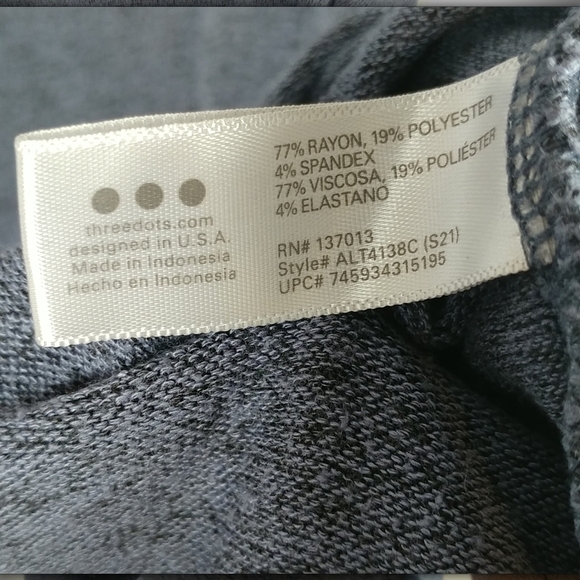 threedots.com
designed in U.S.A.
Made in Indonesia
Hecho en Indonesia
77% RAYON, 19% POLYESTER
4% SPANDEX
77% VISCOSA, 19% POLIÉSTER
4% ELASTANO
RN# 137013
Style# ALT4138C (S21)
UPC# 745934315195